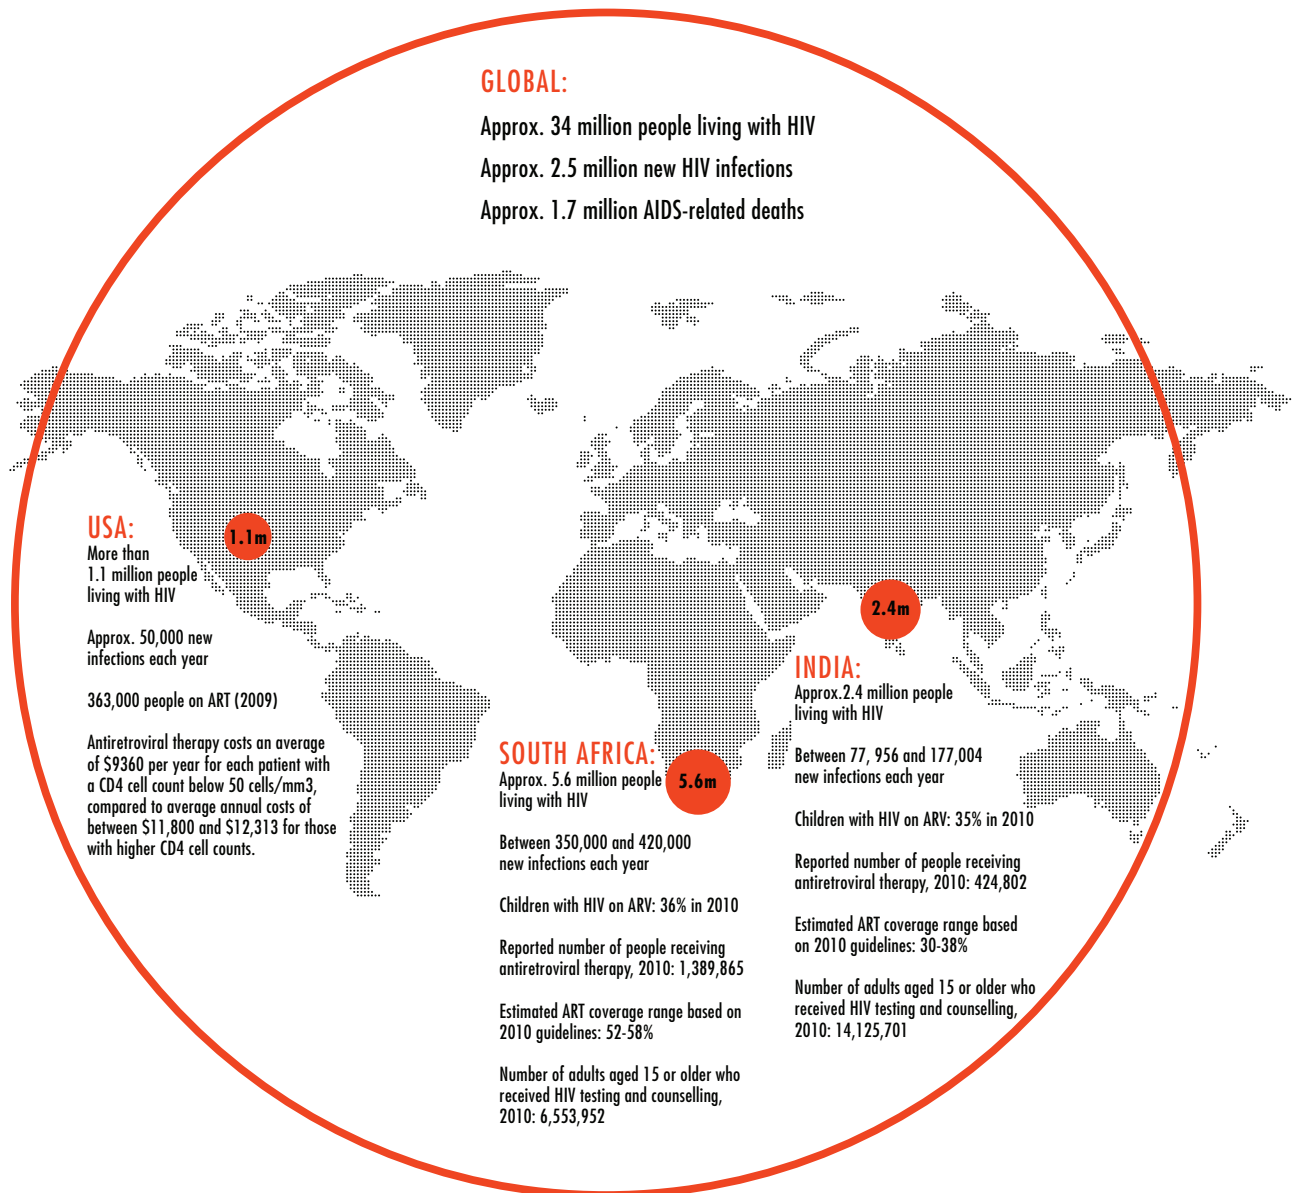 GLOBAL:
Approx. 34 million people living with HIV
Approx. 2.5 million new HIV infections
Approx. 1.7 million AIDS-related deaths
USA:
More than
1.1 million people
living with HIV
Approx. 50,000 new
infections each year
363,000 people on ART (2009)
Antiretroviral therapy costs an average
of $9360 per year for each patient with
a CD4 cell count below 50 cells/mm3,
compared to average annual costs of
between $11,800 and $12,313 for those
with higher CD4 cell counts.
1.1m
SOUTH AFRICA:
Approx. 5.6 million people
living with HIV
Between 350,000 and 420,000
new infections each year
Children with HIV on ARV: 36% in 2010
Reported number of people receiving
antiretroviral therapy, 2010: 1,389,865
Estimated ART coverage range based on
2010 guidelines: 52-58%
Number of adults aged 15 or older who
received HIV testing and counselling,
2010: 6,553,952
5.6m
2.4m
INDIA:
Approx.2.4 million people
living with HIV
Between 77, 956 and 177,004
new infections each year
Children with HIV on ARV: 35% in 2010
Reported number of people receiving
antiretroviral therapy, 2010: 424,802
Estimated ART coverage range based
on 2010 guidelines: 30-38%
Number of adults aged 15 or older who
received HIV testing and counselling,
2010: 14,125,701